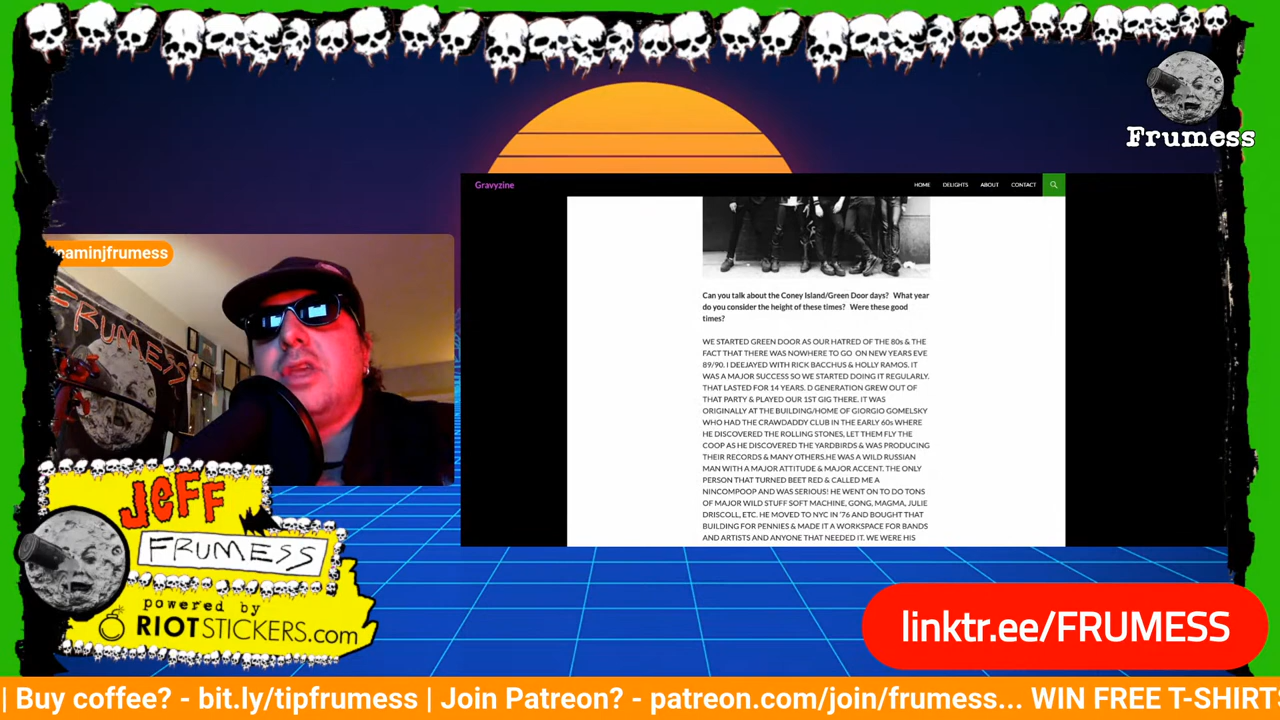 Frumess
Gravyzine
HOME DELIGHTS ABOUT CONTACT
aminjfrumess
FRUMESS
Can you talk about the Coney Island/Green Door days? What year
do you consider the height of these times? Were these good
times?
WE STARTED GREEN DOOR AS OUR HATRED OF THE 80s & THE
FACT THAT THERE WAS NOWHERE TO GO ON NEW YEARS EVE
89/90. I DEEJAYED WITH RICK BACCHUS & HOLLY RAMOS. IT
WAS A MAJOR SUCCESS SO WE STARTED DOING IT REGULARLY.
THAT LASTED FOR 14 YEARS. D GENERATION GREW OUT OF
THAT PARTY & PLAYED OUR 1ST GIG THERE. IT WAS
ORIGINALLY AT THE BUILDING/HOME OF GIORGIO GOMELSKY
WHO HAD THE CRAWDADDY CLUB IN THE EARLY 60s WHERE
HE DISCOVERED THE ROLLING STONES, LET THEM FLY THE
COOP AS HE DISCOVERED THE YARDBIRDS & WAS PRODUCING
THEIR RECORDS & MANY OTHERS.HE WAS A WILD RUSSIAN
MAN WITH A MAJOR ATTITUDE & MAJOR ACCENT. THE ONLY
PERSON THAT TURNED BEET RED & CALLED ME A
NINCOMPOOP AND WAS SERIOUS! HE WENT ON TO DO TONS
OF MAJOR WILD STUFF SOFT MACHINE, GONG, MAGMA, JULIE
DRISCOLL, ETC. HE MOVED TO NYC IN '76 AND BOUGHT THAT
BUILDING FOR PENNIES & MADE IT A WORKSPACE FOR BANDS
AND ARTISTS AND ANYONE THAT NEEDED IT. WE WERE HIS
JEFF
FRUMESS
powered by
RIOTSTICKERS.com
linktr.ee/FRUMESS
| Buy coffee? - bit.ly/tipfrumess | Join Patreon? - patreon.com/join/frumess... WIN FREE T-SHIRTS